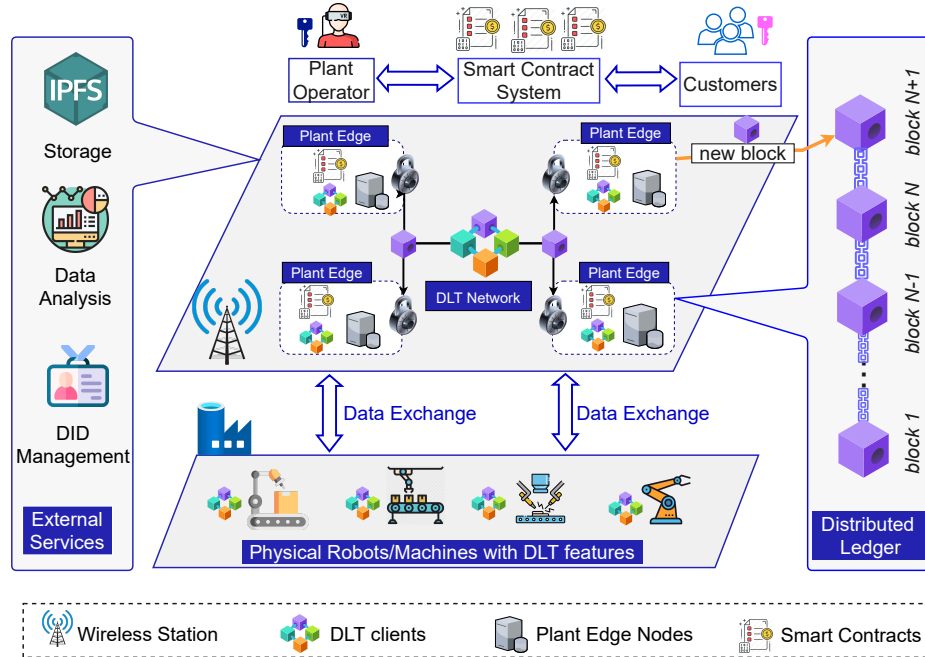 VR
Plant
Operator
Smart Contract
System
Customers
IPFS
Storage
Data
Analysis
DID
Management
External
Services
Plant Edge
Plant Edge
new block
Plant Edge
Plant Edge
DLT Network
Data Exchange
Data Exchange
Physical Robots/Machines with DLT features
block N+1
block N
block N-1
block 1
Distributed
Ledger
Wireless Station
DLT clients
Plant Edge Nodes
Smart Contracts